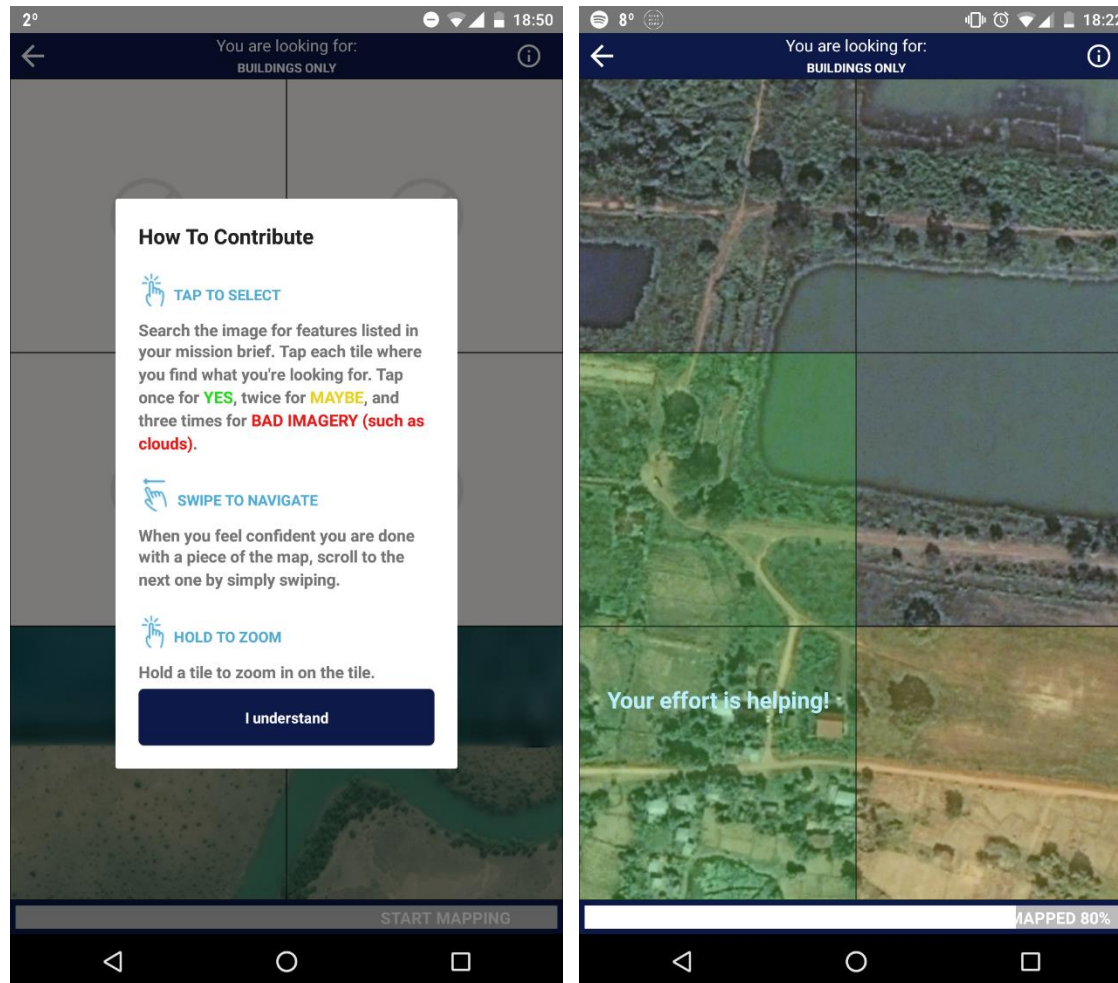 2°
18:50
You are looking for:
BUILDINGS ONLY
How To Contribute
TAP TO SELECT
Search the image for features listed in
your mission brief. Tap each tile where
you find what you're looking for. Tap
once for YES, twice for MAYBE, and
three times for BAD IMAGERY (such as
clouds).
SWIPE TO NAVIGATE
When you feel confident you are done
with a piece of the map, scroll to the
next one by simply swiping.
HOLD TO ZOOM
Hold a tile to zoom in on the tile.
I understand
START MAPPING
8°
18:22
You are looking for:
BUILDINGS ONLY
Your effort is helping!
MAPPED 80%